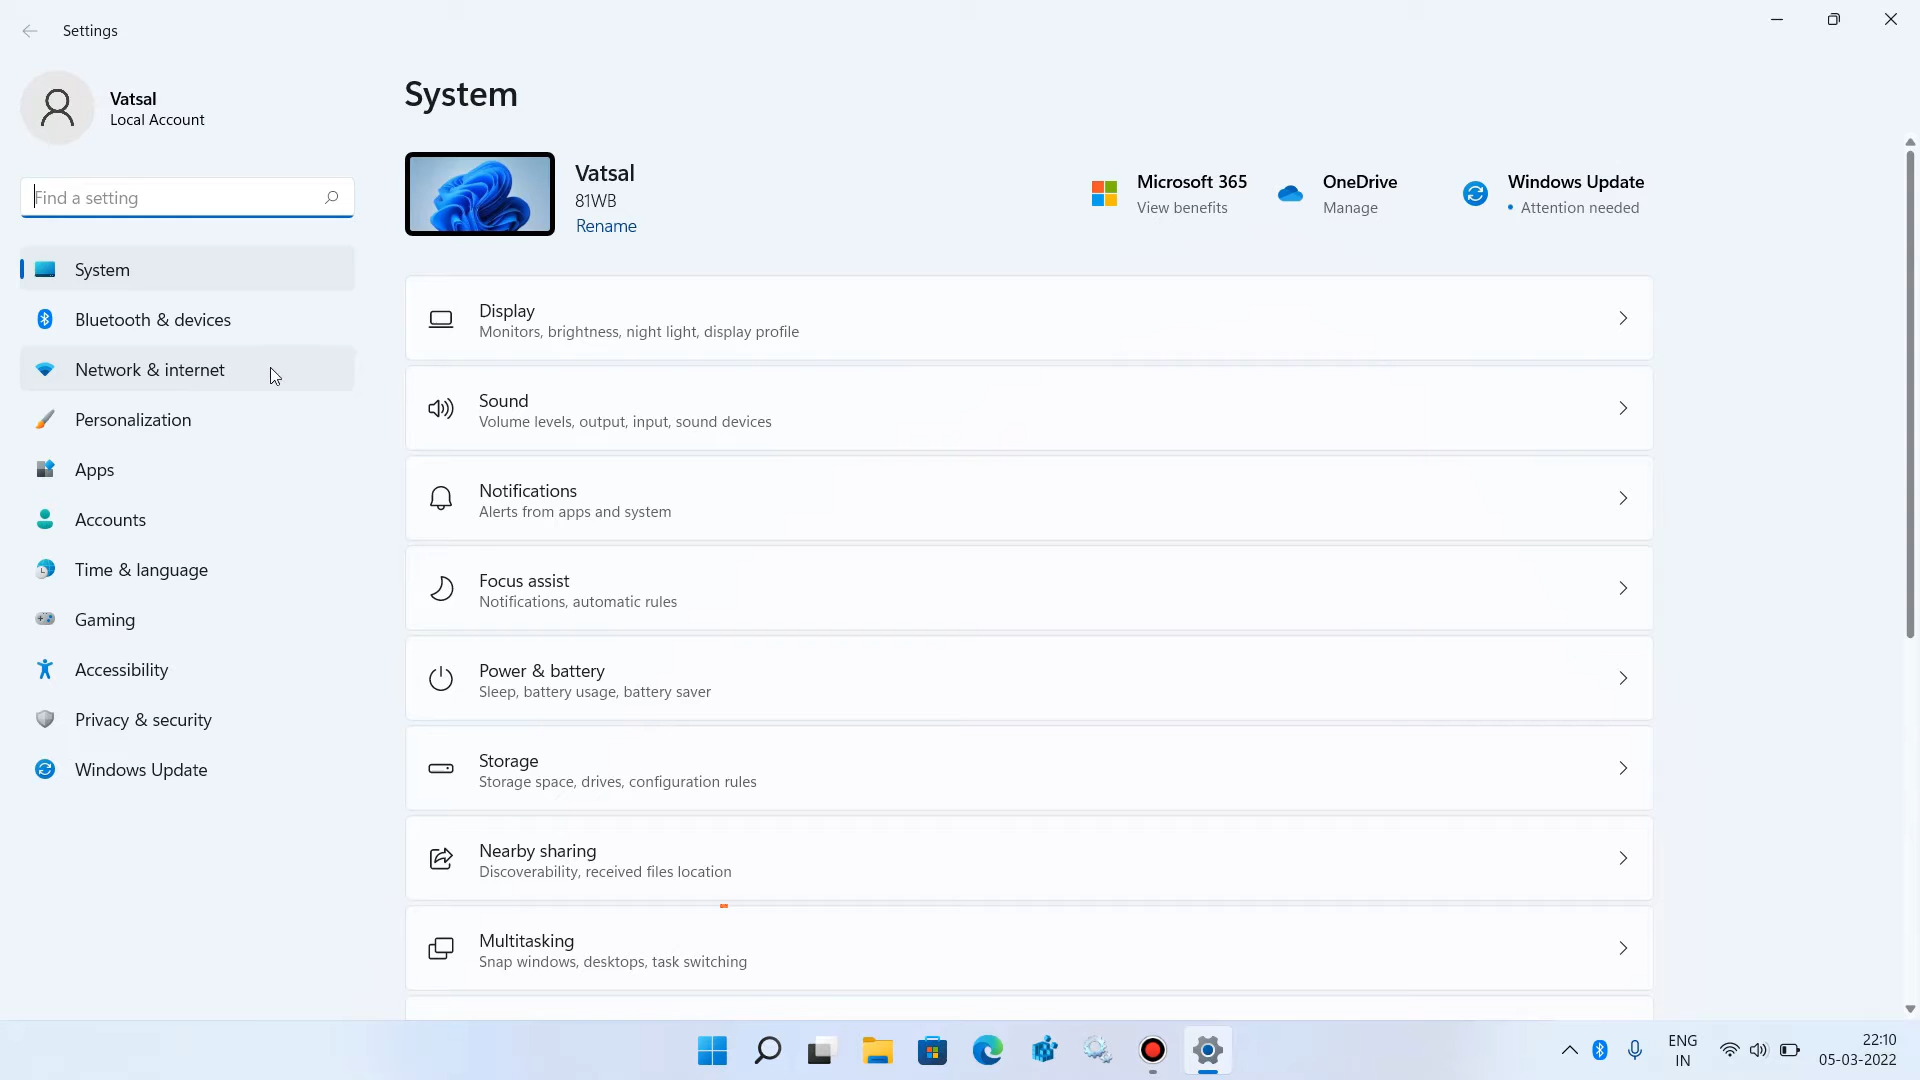 Settings
Vatsal
Local Account
Find a setting
System
Bluetooth & devices
Network & internet
Personalization
Apps
Accounts
Time & language
Gaming
Accessibility
Privacy & security
Windows Update
System
Vatsal
81WB
Rename
Microsoft 365
View benefits
OneDrive
Manage
Windows Update
• Attention needed
Display
Monitors, brightness, night light, display profile
Sound
Volume levels, output, input, sound devices
Notifications
Alerts from apps and system
Focus assist
Notifications, automatic rules
Power & battery
Sleep, battery usage, battery saver
Storage
Storage space, drives, configuration rules
Nearby sharing
Discoverability, received files location
Multitasking
Snap windows, desktops, task switching
ENG
IN
22:10
05-03-2022